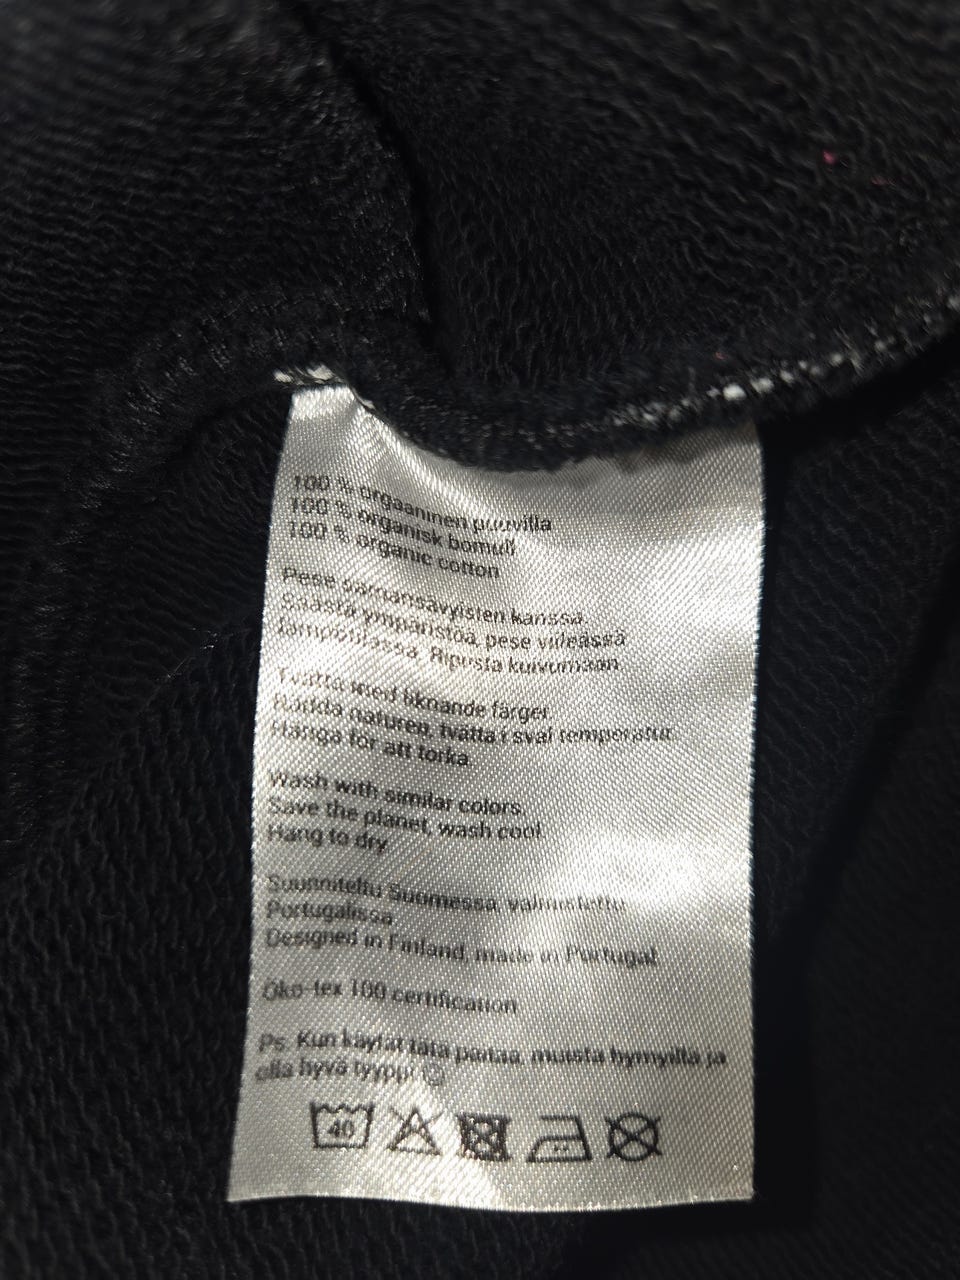 100 % orgaaninen puuvilla
100 % organisk bomull
100 % organic cotton
Pese samansävyisten kanssa.
Säästä ympäristöä, pese viileässä
lämpötilassa. Ripusta kuivumaan
Tvätta med liknande färger.
Rädda naturen, tvätta i sval temperatur.
Hänga för att torka
Wash with similar colors.
Save the planet, wash cool
Hang to dry
Suunniteltu Suomessa, valmistettu
Portugalissa
Designed in Finland, made in Portugal
Öko-tex 100 certification
Ps. Kun käytät tätä paitaa, muista hymyillä ja
olla hyvä tyyppi ☺
40